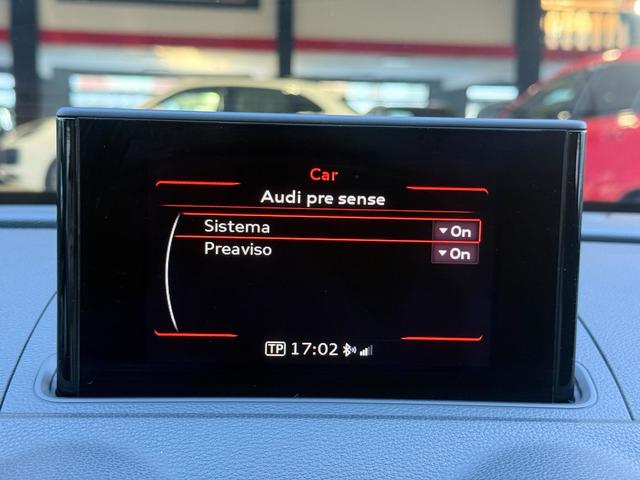 Car
Audi pre sense
Sistema On
Preaviso On
TP 17:02